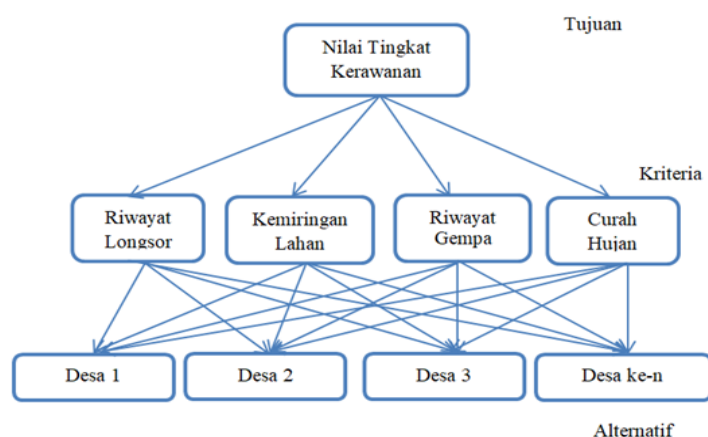 Tujuan
Nilai Tingkat
Kerawanan
Kriteria
Riwayat
Longsor
Kemiringan
Lahan
Riwayat
Gempa
Curah
Hujan
Desa 1
Desa 2
Desa 3
Desa ke-n
Alternatif